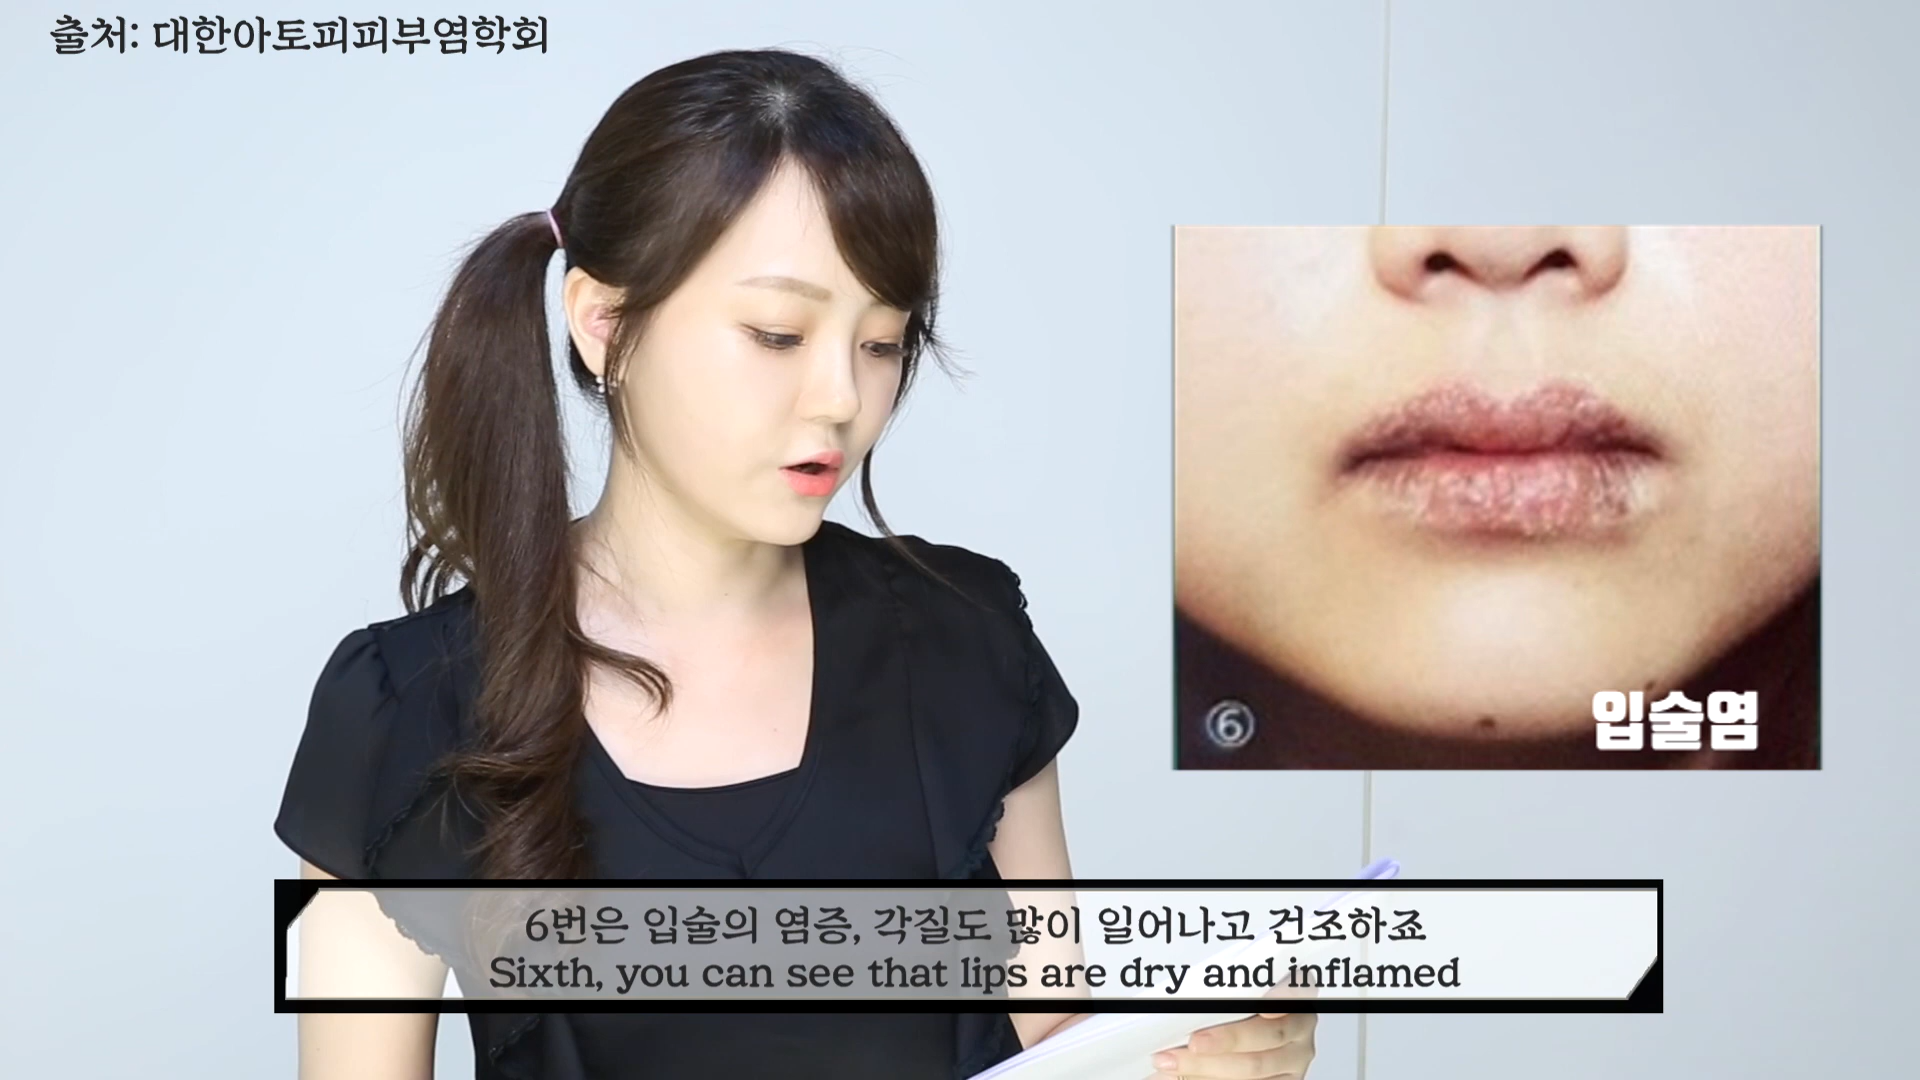 출처: 대한아토피피부염학회
⑥
입술염
6번은 입술의 염증, 각질도 많이 일어나고 건조하죠
Sixth, you can see that lips are dry and inflamed